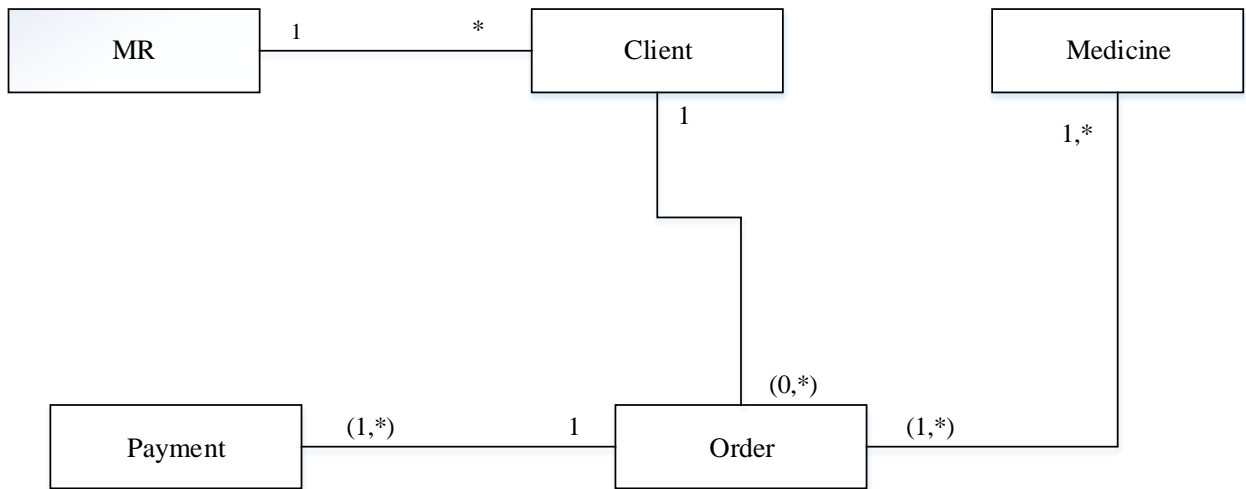 MR
1
*
Client
Medicine
1
1,*
(0,*)
Payment
(1,*)
1
Order
(1,*)